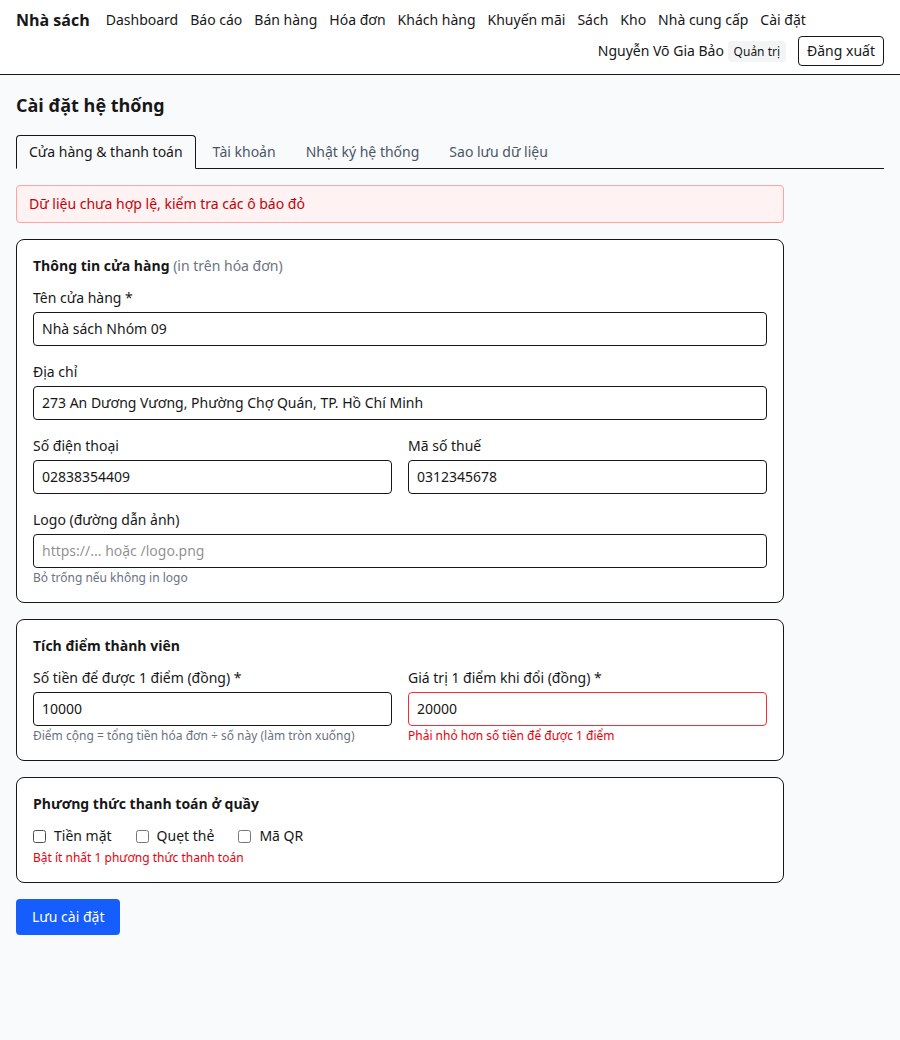 Nhà sách Dashboard Báo cáo Bán hàng Hóa đơn Khách hàng Khuyến mãi Sách Kho Nhà cung cấp Cài đặt
Nguyễn Võ Gia Bảo Quản trị Đăng xuất
Cài đặt hệ thống
Cửa hàng & thanh toán Tài khoản Nhật ký hệ thống Sao lưu dữ liệu
Dữ liệu chưa hợp lệ, kiểm tra các ô báo đỏ
Thông tin cửa hàng (in trên hóa đơn)
Tên cửa hàng *
Nhà sách Nhóm 09
Địa chỉ
273 An Dương Vương, Phường Chợ Quán, TP. Hồ Chí Minh
Số điện thoại Mã số thuế
02838354409 0312345678
Logo (đường dẫn ảnh)
https://... hoặc /logo.png
Bỏ trống nếu không in logo
Tích điểm thành viên
Số tiền để được 1 điểm (đồng) * Giá trị 1 điểm khi đổi (đồng) *
10000 20000
Điểm cộng = tổng tiền hóa đơn ÷ số này (làm tròn xuống) Phải nhỏ hơn số tiền để được 1 điểm
Phương thức thanh toán ở quầy
Tiền mặt Quẹt thẻ Mã QR
Bật ít nhất 1 phương thức thanh toán
Lưu cài đặt